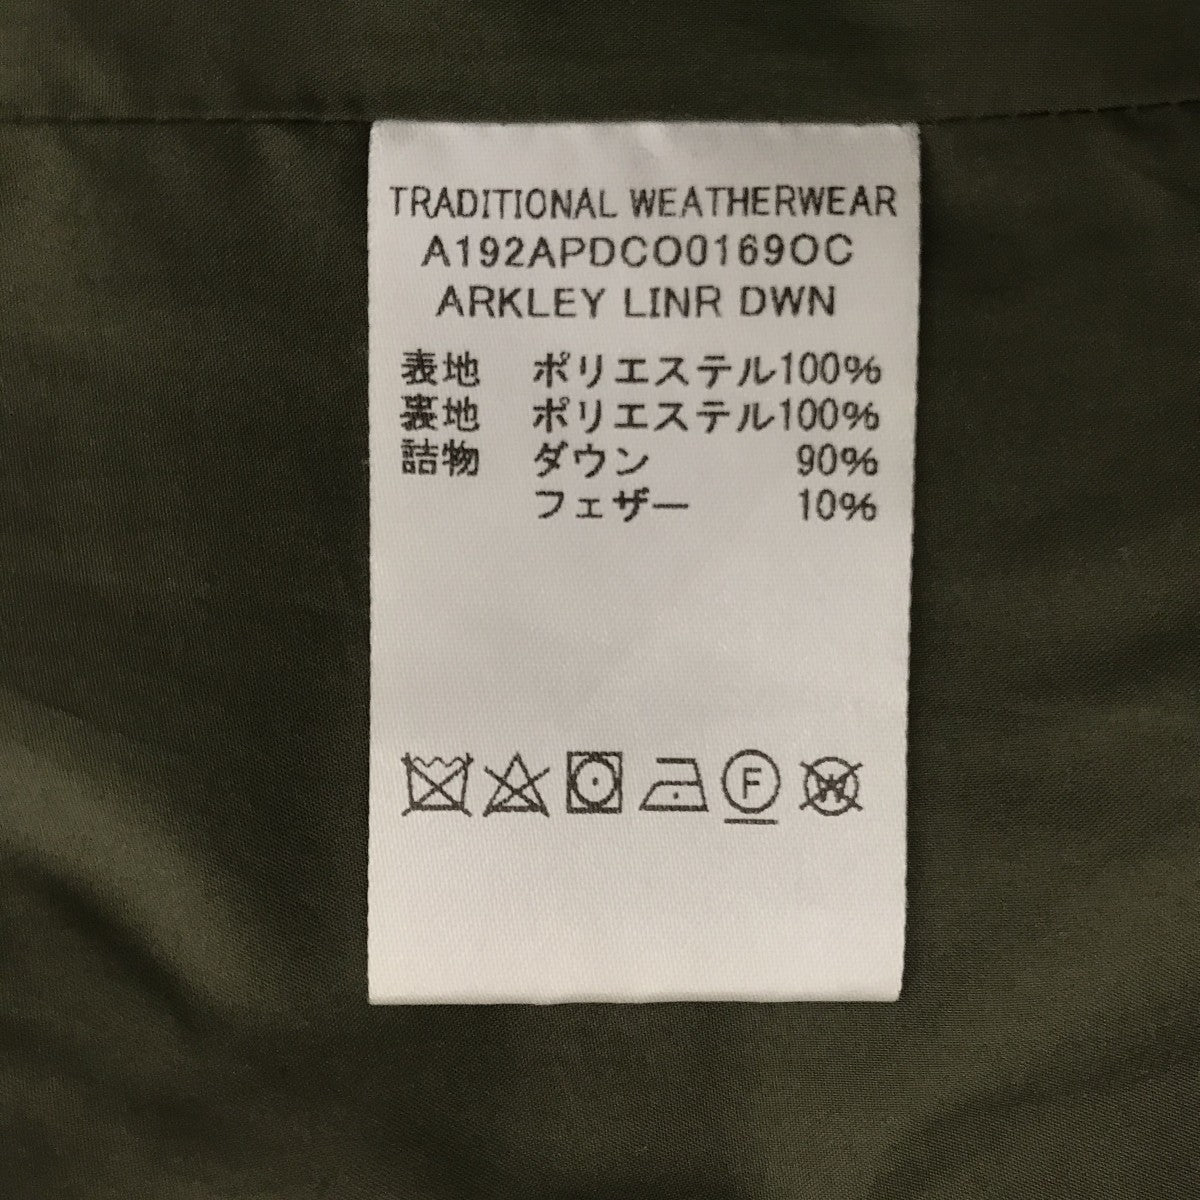 TRADITIONAL WEATHERWEAR
A192APDCO0169OC
ARKLEY LINR DWN
表地 ポリエステル100%
裏地 ポリエステル100%
詰物 ダウン 90%
フェザー 10%
F
W